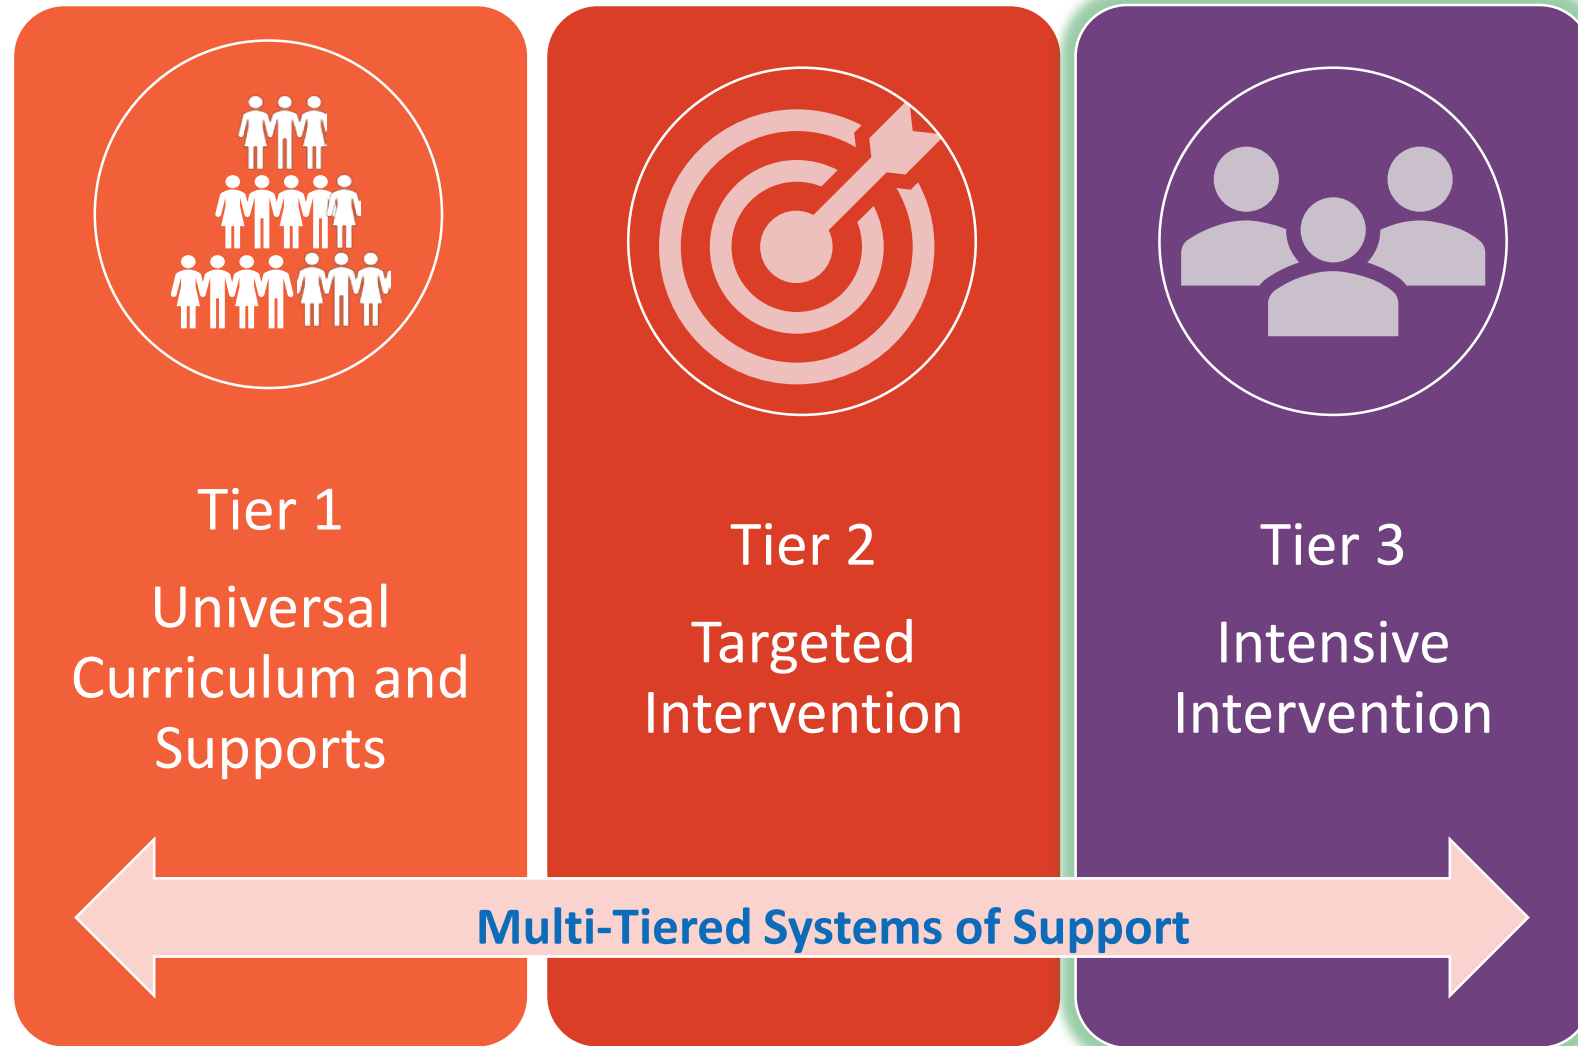 Tier 1
Universal
Curriculum and
Supports
Tier 2
Targeted
Intervention
Tier 3
Intensive
Intervention
Multi-Tiered Systems of Support